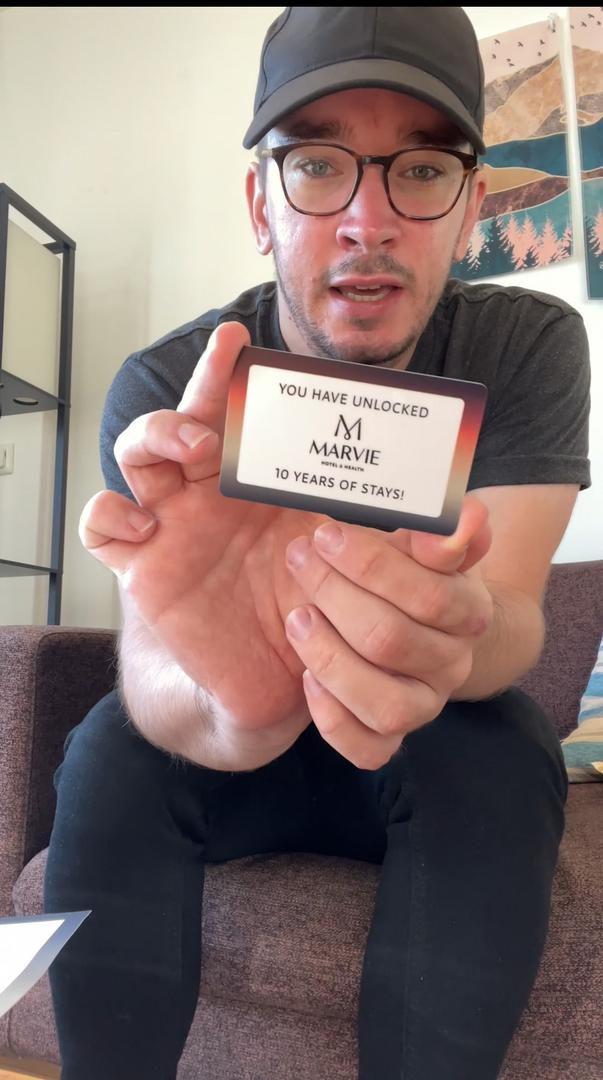 YOU HAVE UNLOCKED
M
MARVIE
HOTEL & HEALTH
10 YEARS OF STAYS!